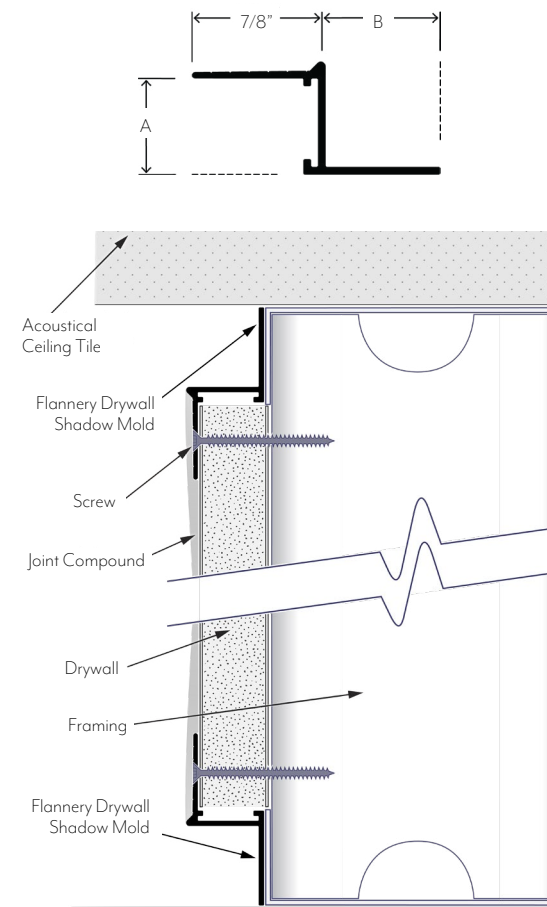 7/8"
B
A
Acoustical
Ceiling Tile
Flannery Drywall
Shadow Mold
Screw
Joint Compound
Drywall
Framing
Flannery Drywall
Shadow Mold